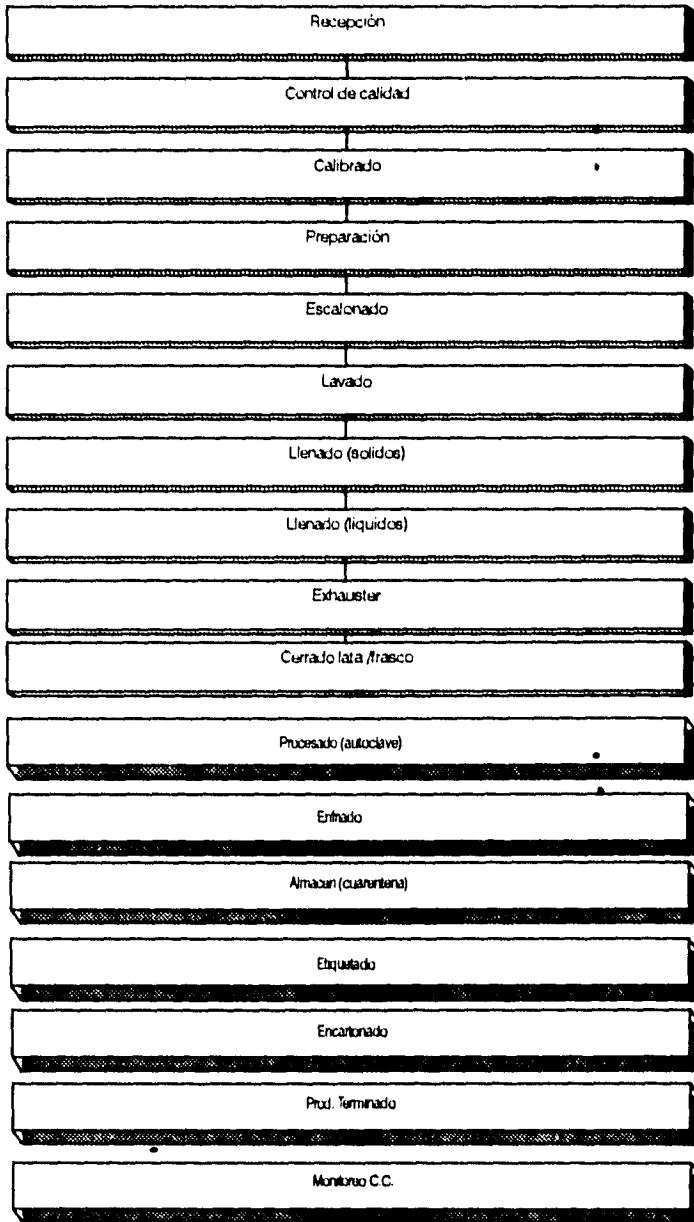 Recepción
Control de calidad
Calibrado
Preparación
Escalonado
Lavado
Llenado (solidos)
Llenado (liquidos)
Exhauster
Cerrado lata /frasco
Procesado (autoclave)
Enfriado
Almacen (cuarentena)
Etiquetado
Encartonado
Prod. Terminado
Monitoreo C.C.